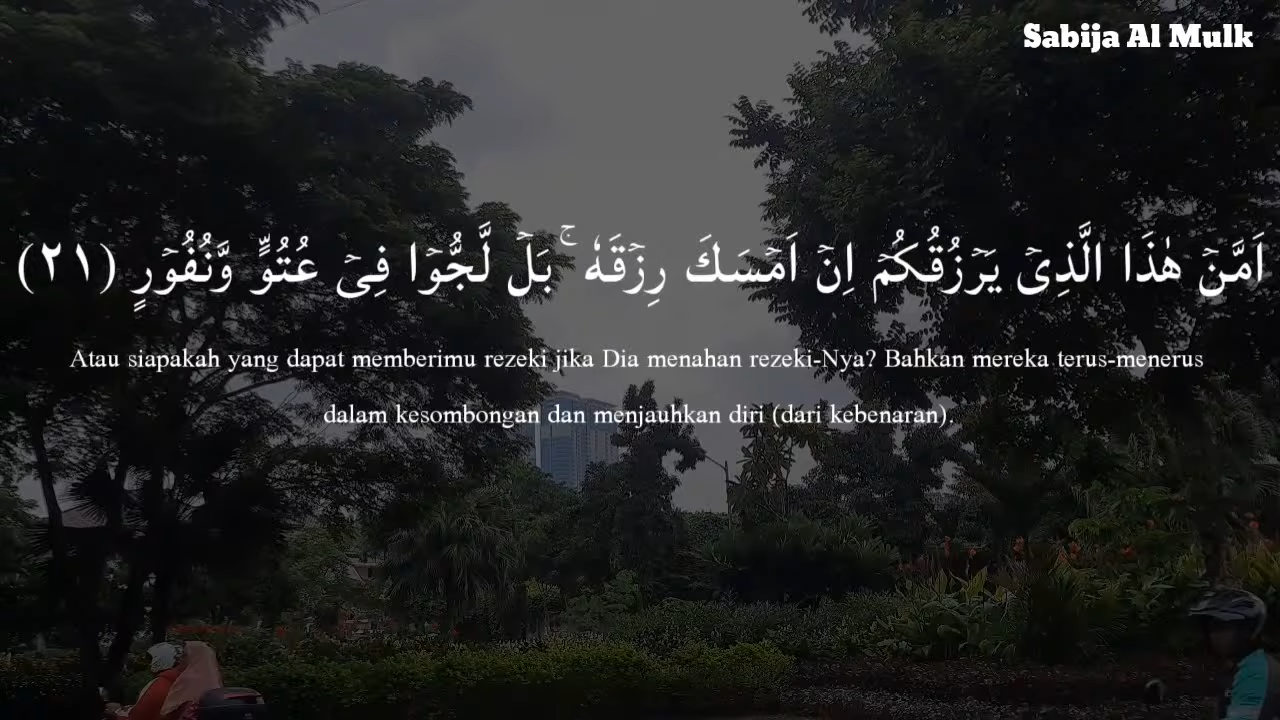 Sabija Al Mulk
اَمَّنۡ هٰذَا الَّذِىۡ يَرۡزُقُكُمۡ اِنۡ اَمۡسَكَ رِزۡقَهٗ ۚ بَلۡ لَّجُّوۡا فِىۡ عُتُوٍّ وَّنُفُوۡرٍ (٢١)
Atau siapakah yang dapat memberimu rezeki jika Dia menahan rezeki-Nya? Bahkan mereka terus-menerus
dalam kesombongan dan menjauhkan diri (dari kebenaran).